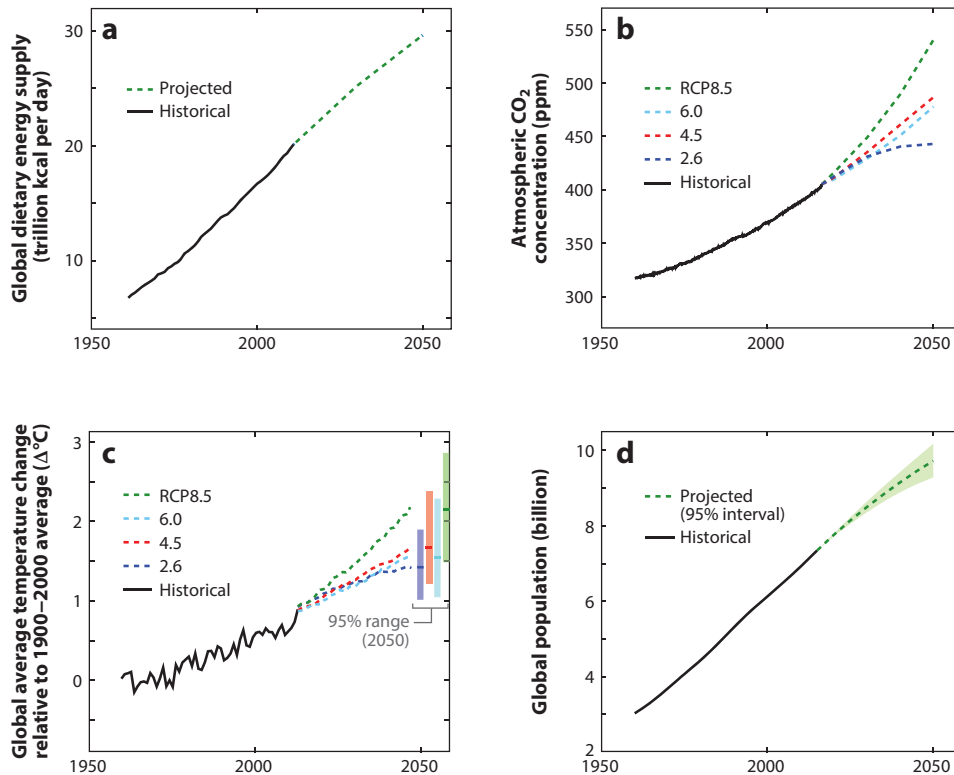 a
Global dietary energy supply
(trillion kcal per day)
30
20
10
Projected
Historical
1950
2000
2050
b
Atmospheric CO₂
concentration (ppm)
550
500
450
400
350
300
RCP8.5
6.0
4.5
2.6
Historical
1950
2000
2050
c
Global average temperature change
relative to 1900–2000 average (Δ°C)
3
2
1
0
RCP8.5
6.0
4.5
2.6
Historical
95% range
(2050)
1950
2000
2050
d
Global population (billion)
10
8
6
4
2
Projected
(95% interval)
Historical
1950
2000
2050